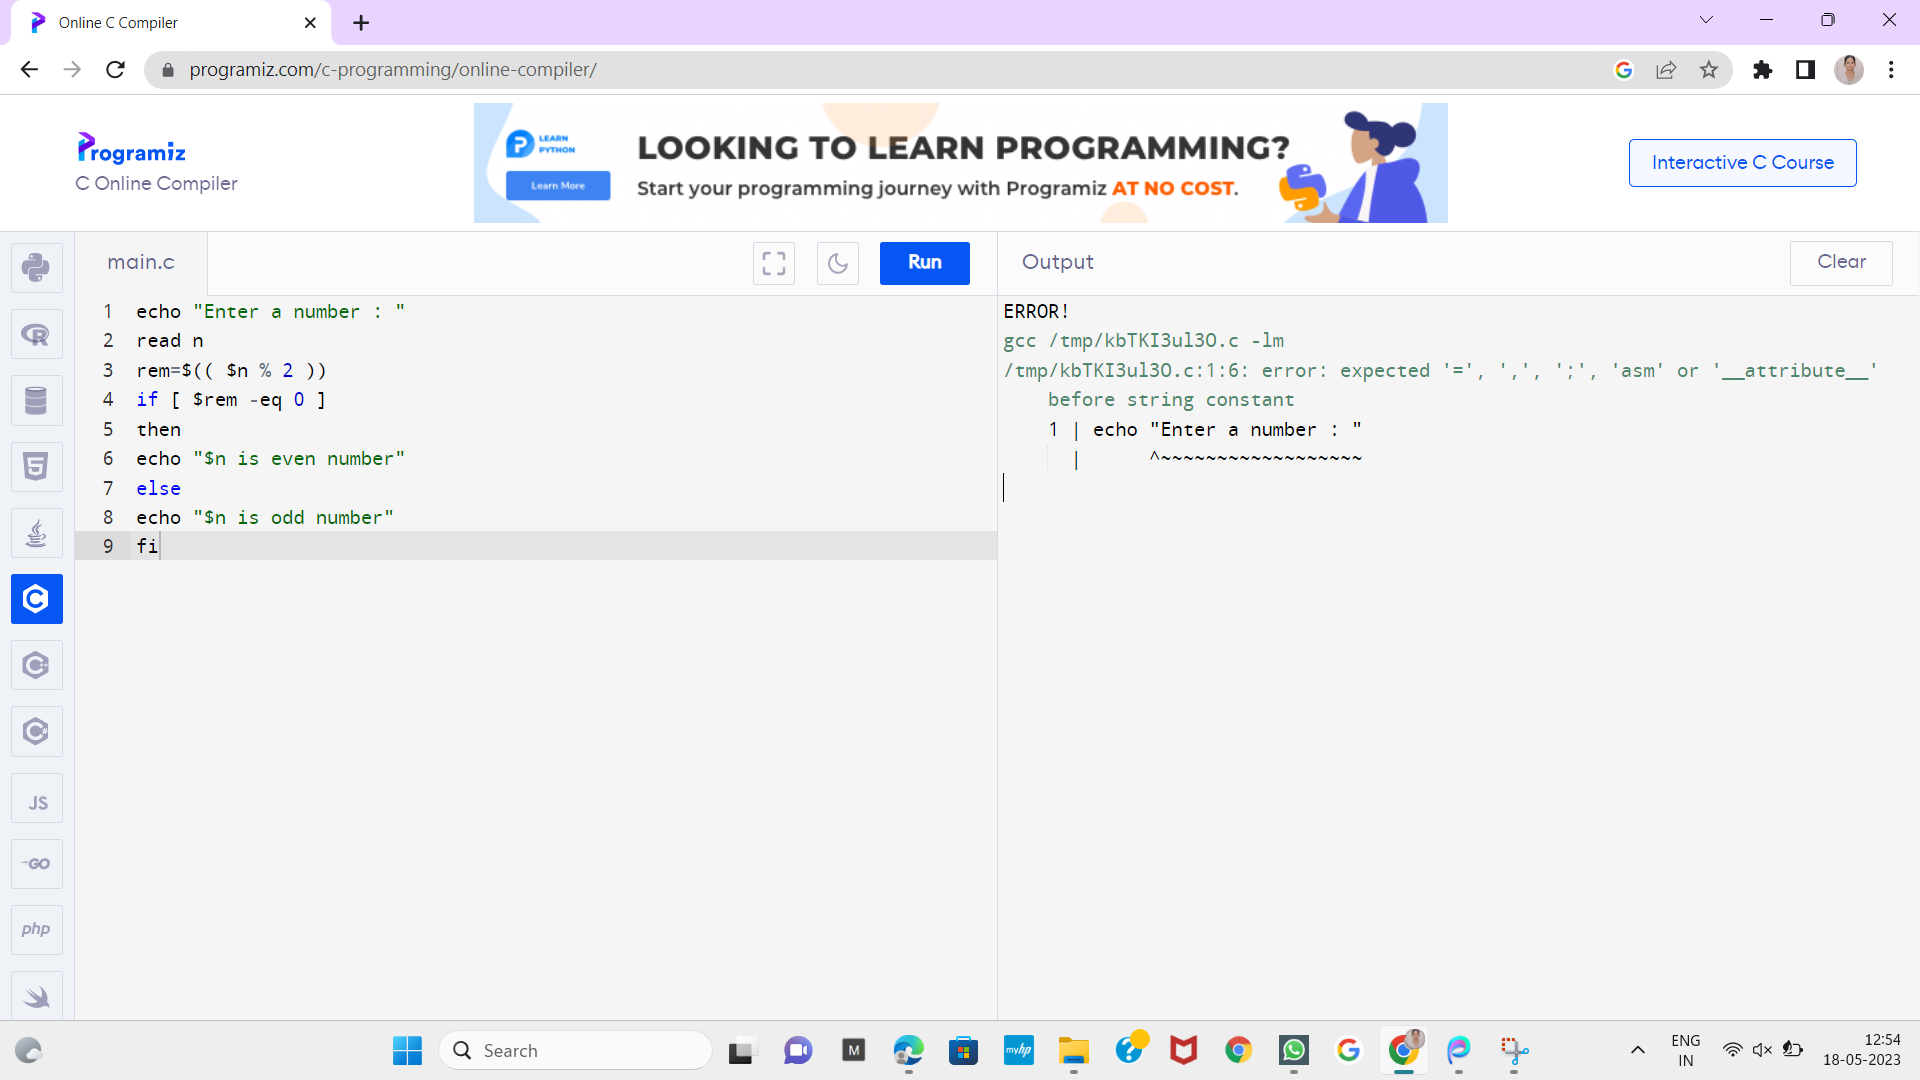 Online C Compiler
programiz.com/c-programming/online-compiler/
Programiz
C Online Compiler
LEARN
PYTHON
Learn More
LOOKING TO LEARN PROGRAMMING?
Start your programming journey with Programiz AT NO COST.
Interactive C Course
main.c
Run
Output
Clear
1 echo "Enter a number : "
2 read n
3 rem=$(( $n % 2 ))
4 if [ $rem -eq 0 ]
5 then
6 echo "$n is even number"
7 else
8 echo "$n is odd number"
9 fi
ERROR!
gcc /tmp/kbTKI3ul3O.c -lm
/tmp/kbTKI3ul3O.c:1:6: error: expected '=', ',', ';', 'asm' or '__attribute__'
before string constant
1 | echo "Enter a number : "
| ^~~~~~~~~~~~~~~~~~~
R
5
C
C
C
JS
GO
php
Search
M
myhp
ENG
IN
12:54
18-05-2023